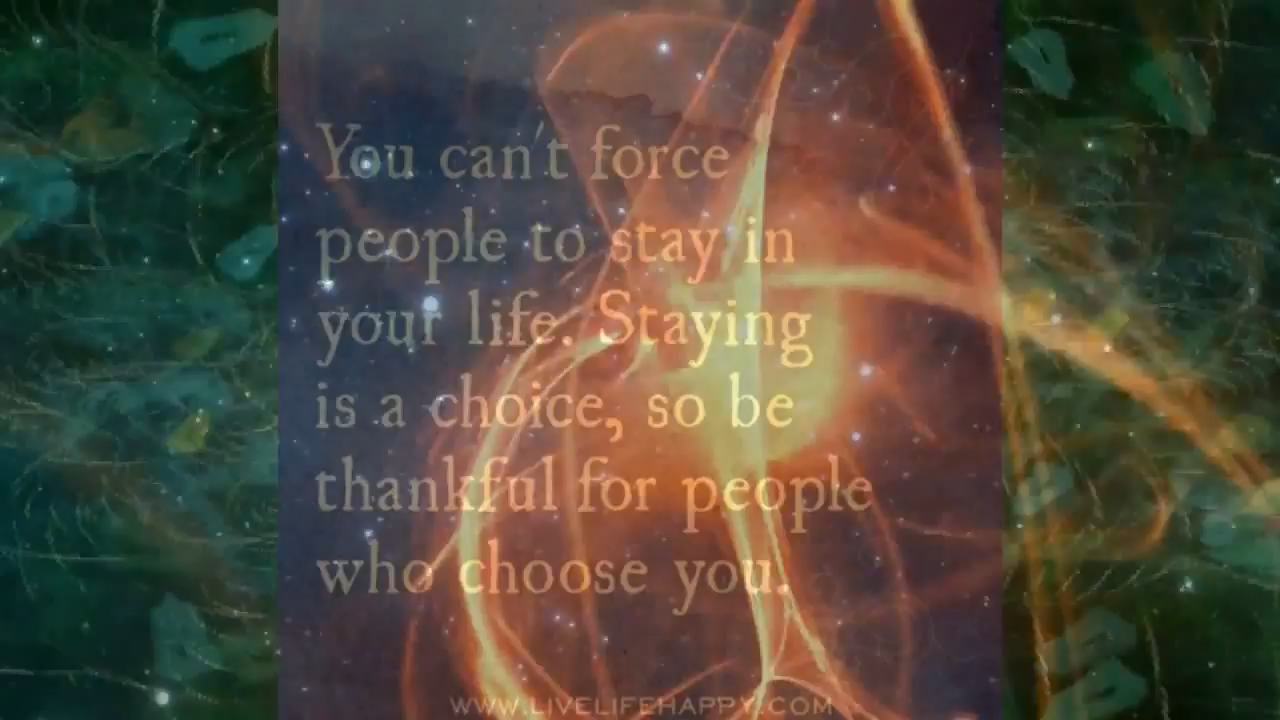 You can't force
people to stay in
your life. Staying
is a choice, so be
thankful for people
who choose you.
WWW.LIVELIFEHAPPY.COM